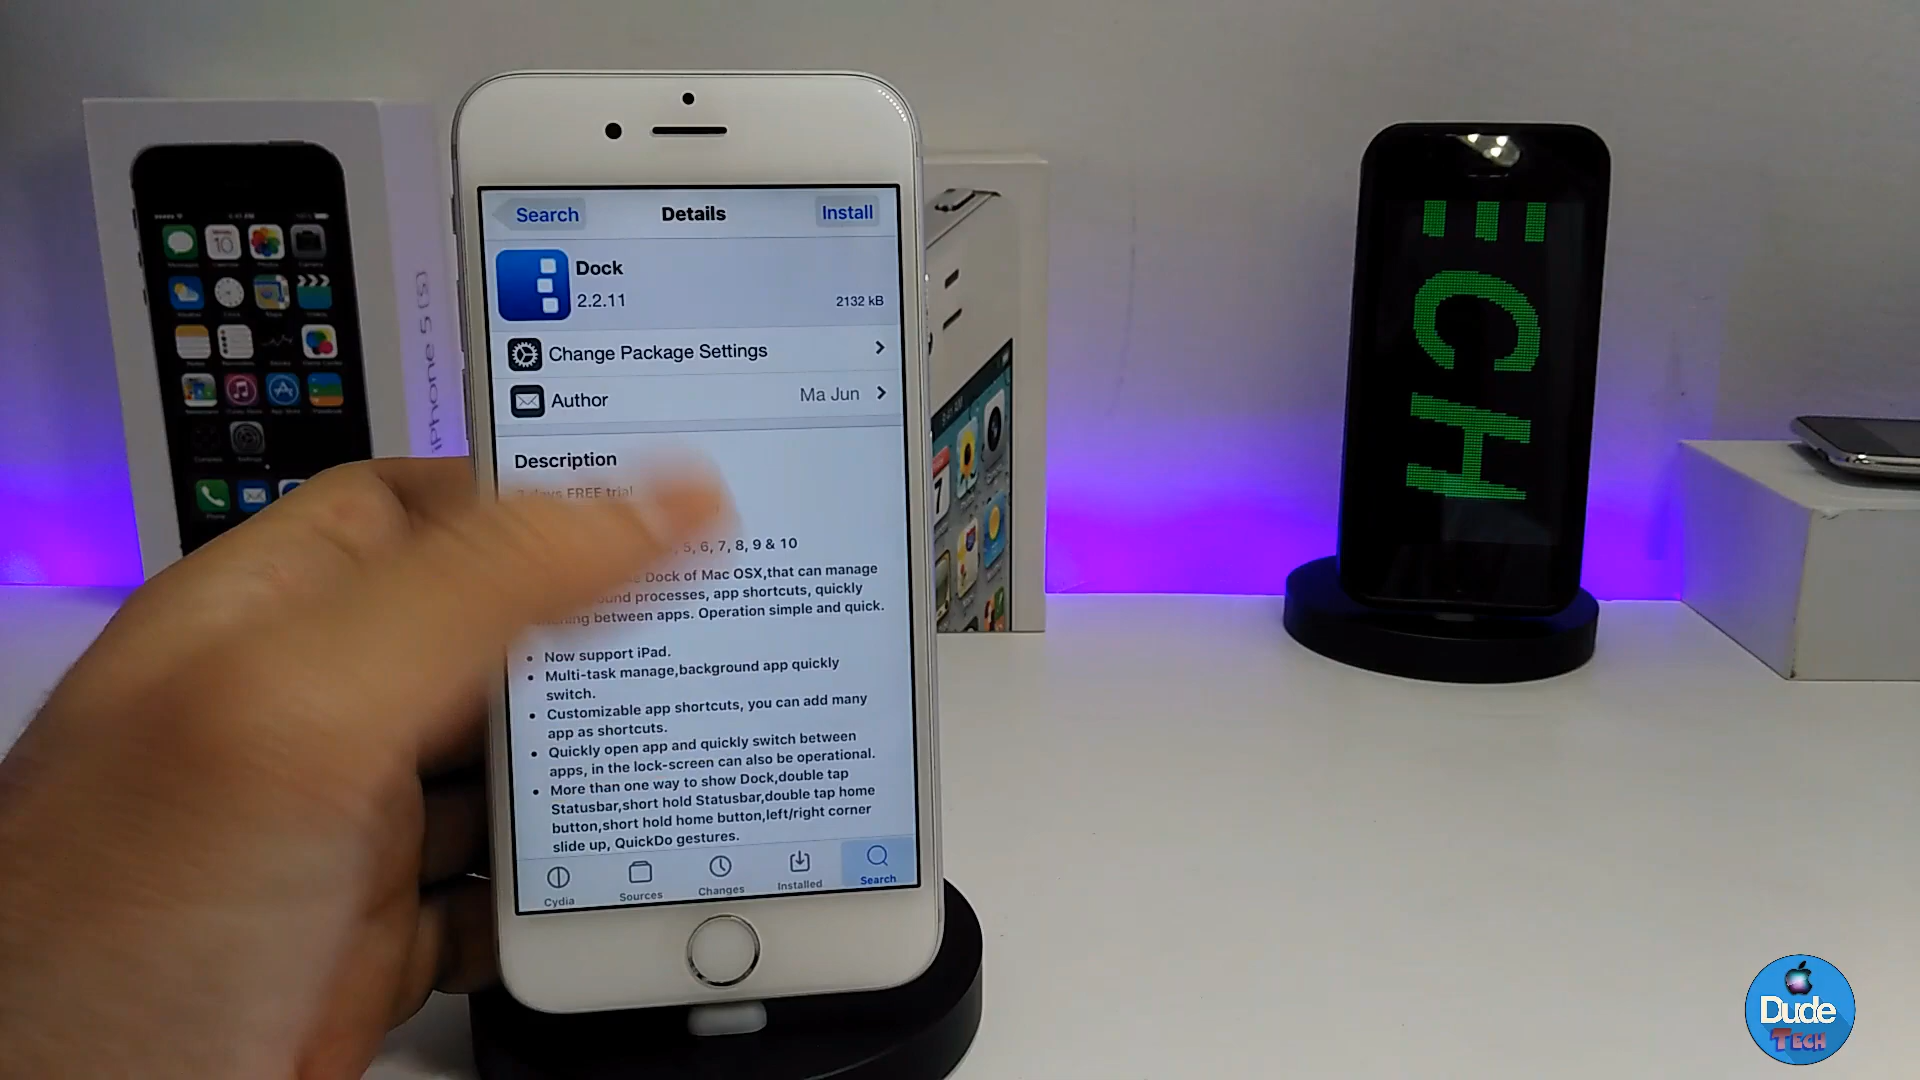 Search
Details
Install
Dock
2.2.11
2132 kB
Change Package Settings
Author
Ma Jun
Description
days FREE trial
5, 6, 7, 8, 9 & 10
Dock of Mac OSX,that can manage
processes, app shortcuts, quickly
between apps. Operation simple and quick.
• Now support iPad.
• Multi-task manage,background app quickly
switch.
• Customizable app shortcuts, you can add many
app as shortcuts.
• Quickly open app and quickly switch between
apps, in the lock-screen can also be operational.
• More than one way to show Dock,double tap
Statusbar,short hold Statusbar,double tap home
button,short hold home button,left/right corner
slide up, QuickDo gestures.
Cydia
Sources
Changes
Installed
Search
iPhone 5(s)
ECH
Dude
TECH